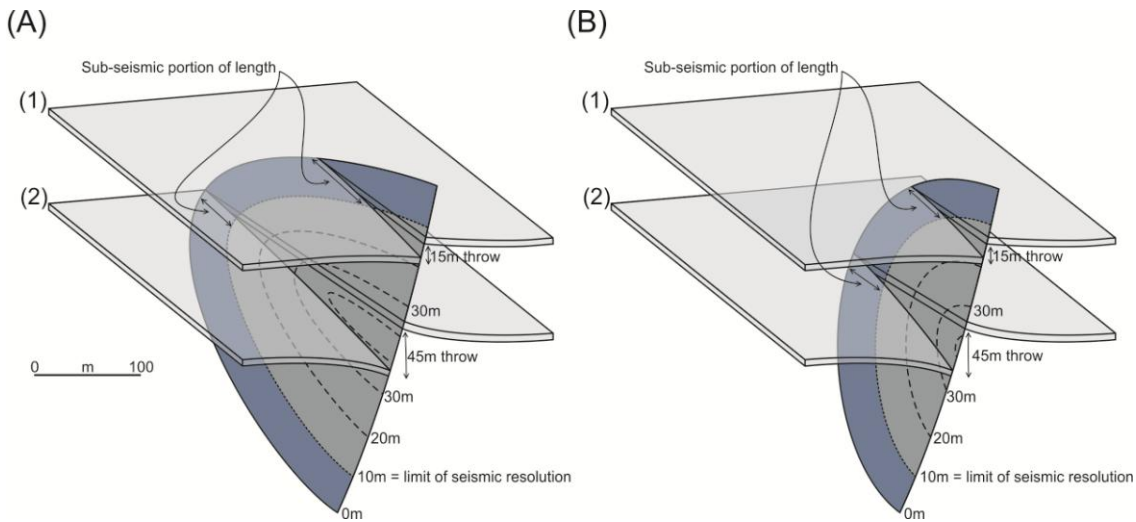 (A)
Sub-seismic portion of length
(1)
(2)
15m throw
30m
45m throw
0 m 100
30m
20m
10m = limit of seismic resolution
0m
(B)
Sub-seismic portion of length
(1)
(2)
15m throw
30m
45m throw
30m
20m
10m = limit of seismic resolution
0m